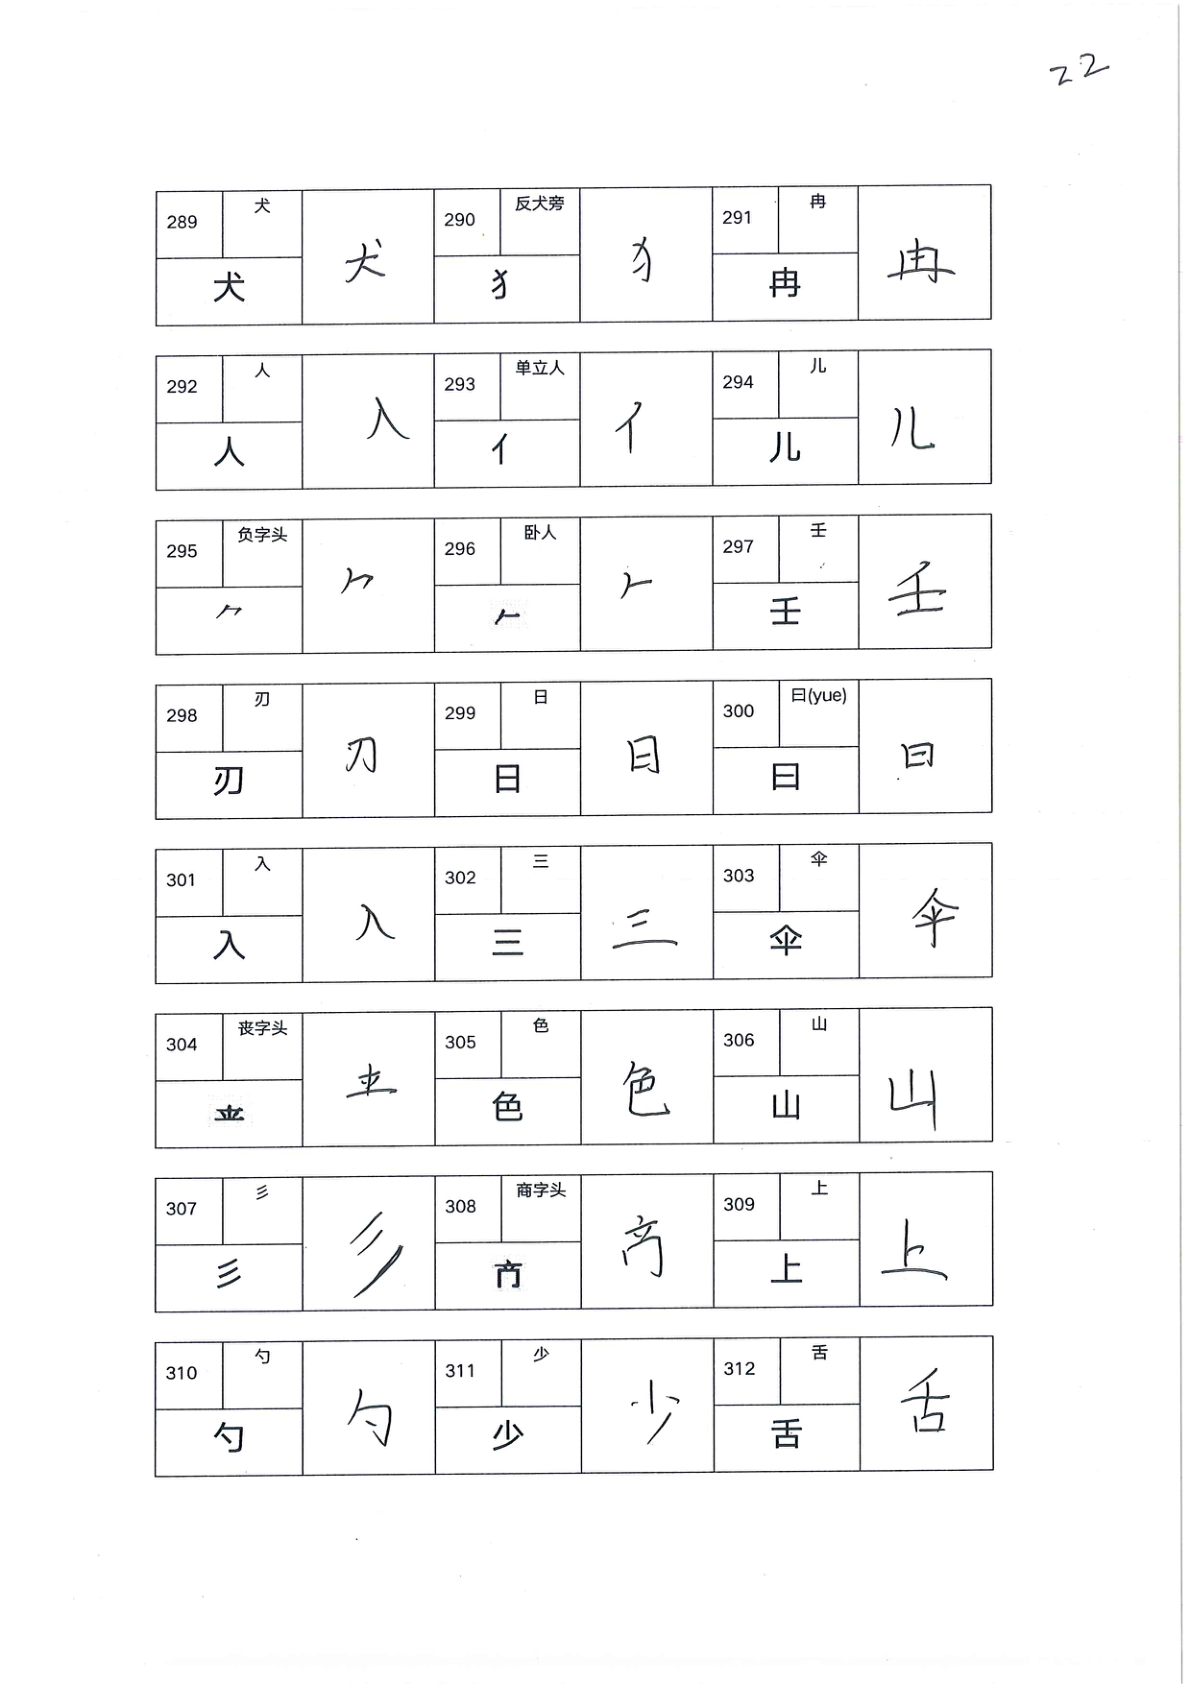 22
289 犬 犬 犬 290 反犬旁 犭 犭 291 冉 冉 冉
292 人 人 入 293 单立人 亻 亻 294 儿 儿 儿
295 负字头 ⺈ ⺈ 296 卧人 𠂉 𠂉 297 壬 壬 壬
298 刃 刃 刃 299 日 日 日 300 曰(yue) 曰 曰
301 入 入 入 302 三 三 三 303 伞 伞 伞
304 丧字头 305 色 色 色 306 山 山 山
307 彡 彡 彡 308 商字头 309 上 上 上
310 勺 勺 勺 311 少 少 少 312 舌 舌 舌